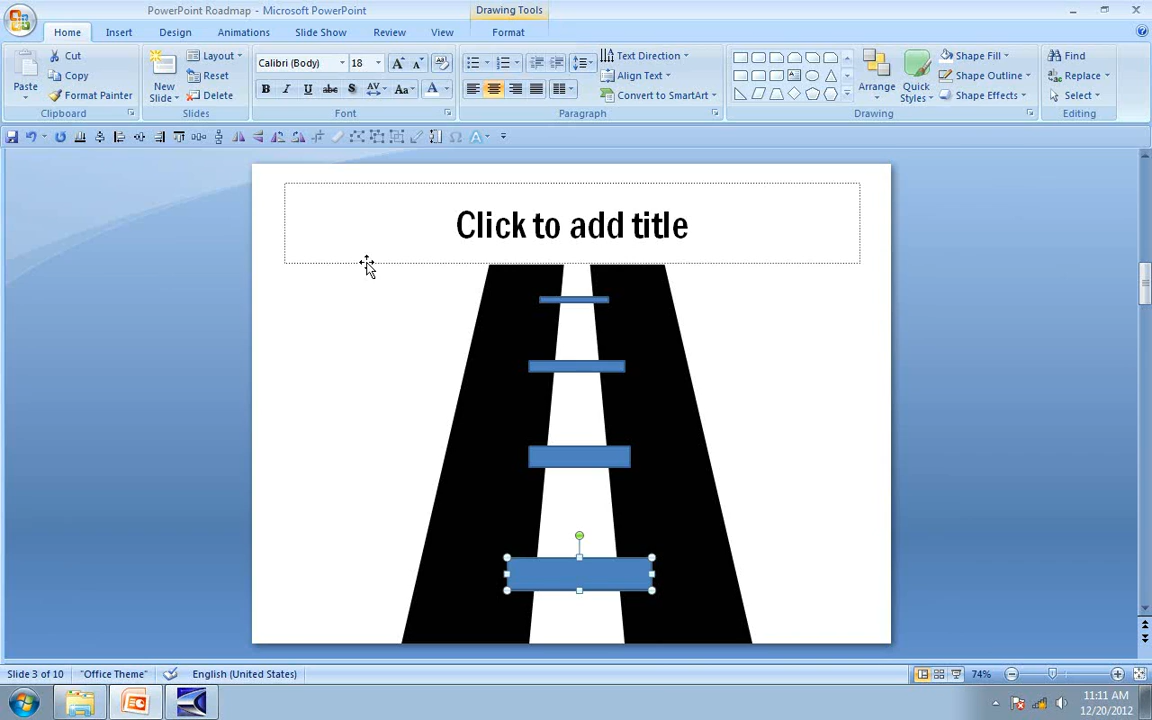 PowerPoint Roadmap - Microsoft PowerPoint
Drawing Tools
Home
Insert
Design
Animations
Slide Show
Review
View
Format
Paste
Cut
Copy
Format Painter
Clipboard
New Slide
Layout
Reset
Delete
Slides
Calibri (Body)
18
B I U abc S AV Aa A
Font
Text Direction
Align Text
Convert to SmartArt
Paragraph
Arrange
Quick Styles
Shape Fill
Shape Outline
Shape Effects
Drawing
Find
Replace
Select
Editing
Click to add title
Slide 3 of 10
"Office Theme"
English (United States)
74%
11:11 AM
12/20/2012